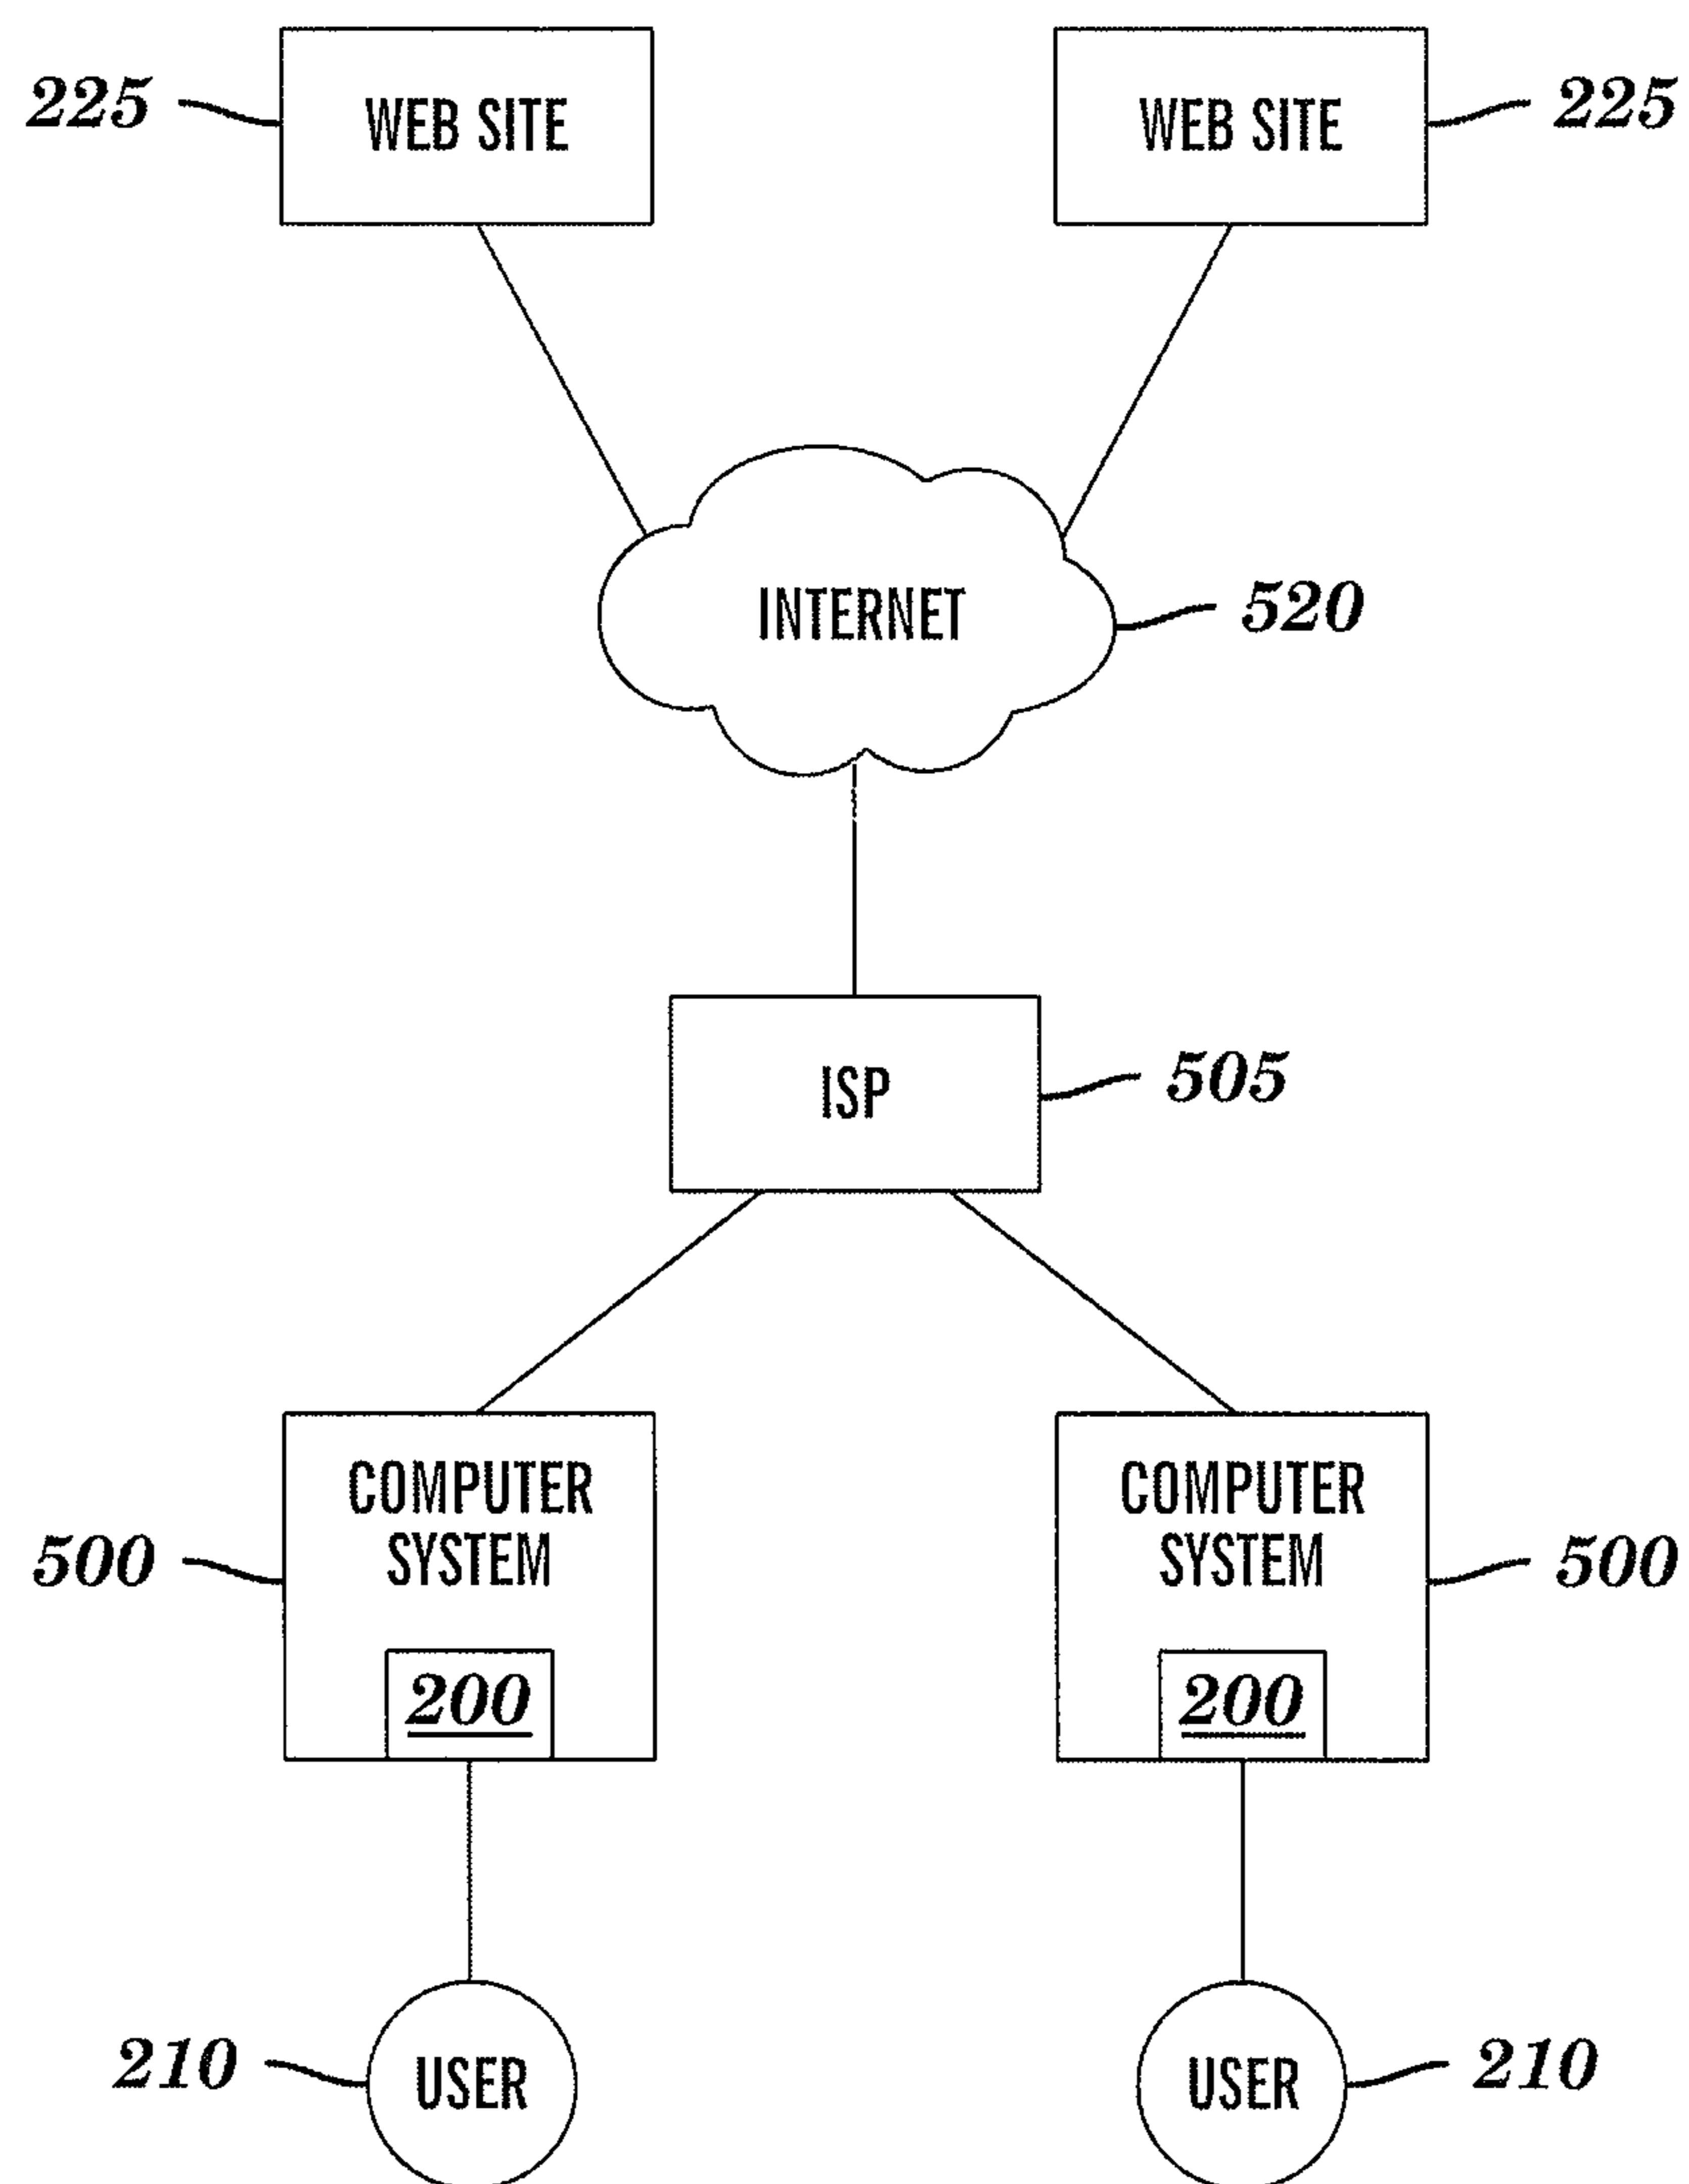 225 WEB SITE WEB SITE 225
INTERNET 520
ISP 505
COMPUTER COMPUTER
500 SYSTEM SYSTEM 500
200 200
210 USER USER 210